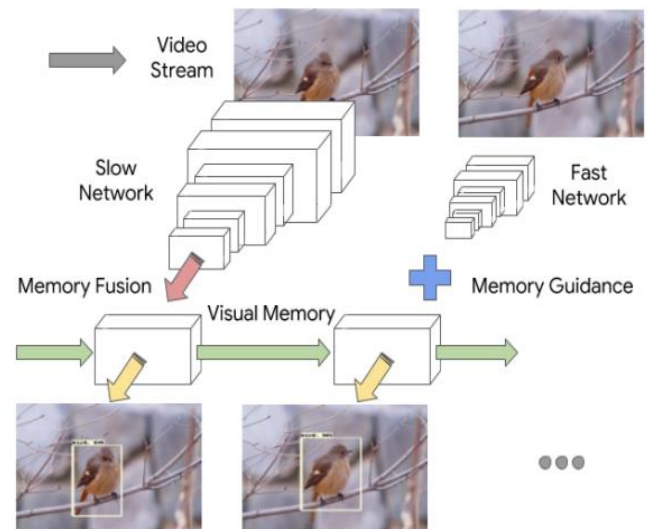 Video
Stream
Slow
Network
Fast
Network
Memory Fusion
Memory Guidance
Visual Memory